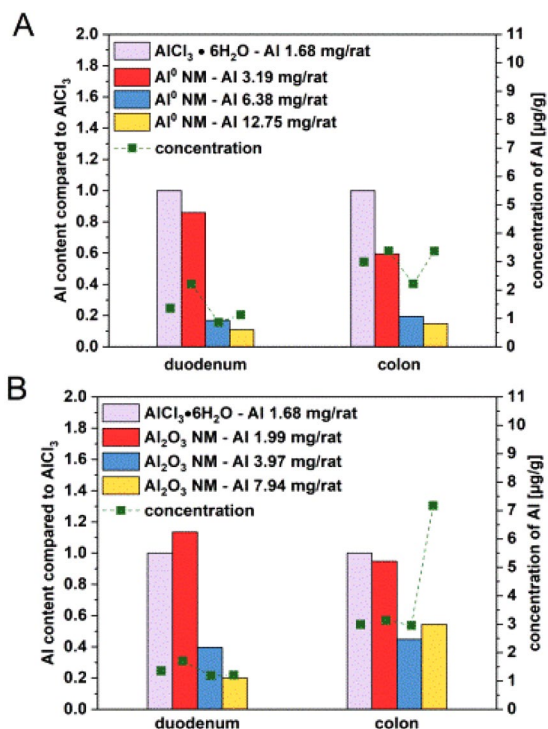 A
AlCl₃ • 6H₂O - Al 1.68 mg/rat
Al⁰ NM - Al 3.19 mg/rat
Al⁰ NM - Al 6.38 mg/rat
Al⁰ NM - Al 12.75 mg/rat
concentration
Al content compared to AlCl₃
2.0
1.8
1.6
1.4
1.2
1.0
0.8
0.6
0.4
0.2
0.0
concentration of Al [µg/g]
11
10
9
8
7
6
5
4
3
2
1
0
duodenum colon
B
AlCl₃•6H₂O - Al 1.68 mg/rat
Al₂O₃ NM - Al 1.99 mg/rat
Al₂O₃ NM - Al 3.97 mg/rat
Al₂O₃ NM - Al 7.94 mg/rat
concentration
Al content compared to AlCl₃
2.0
1.8
1.6
1.4
1.2
1.0
0.8
0.6
0.4
0.2
0.0
concentration of Al [µg/g]
11
10
9
8
7
6
5
4
3
2
1
0
duodenum colon